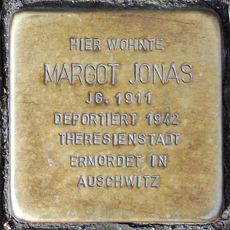 HIER WOHNTE
MARGOT JONAS
JG. 1911
DEPORTIERT 1942
THERESIENSTADT
ERMORDET IN
AUSCHWITZ